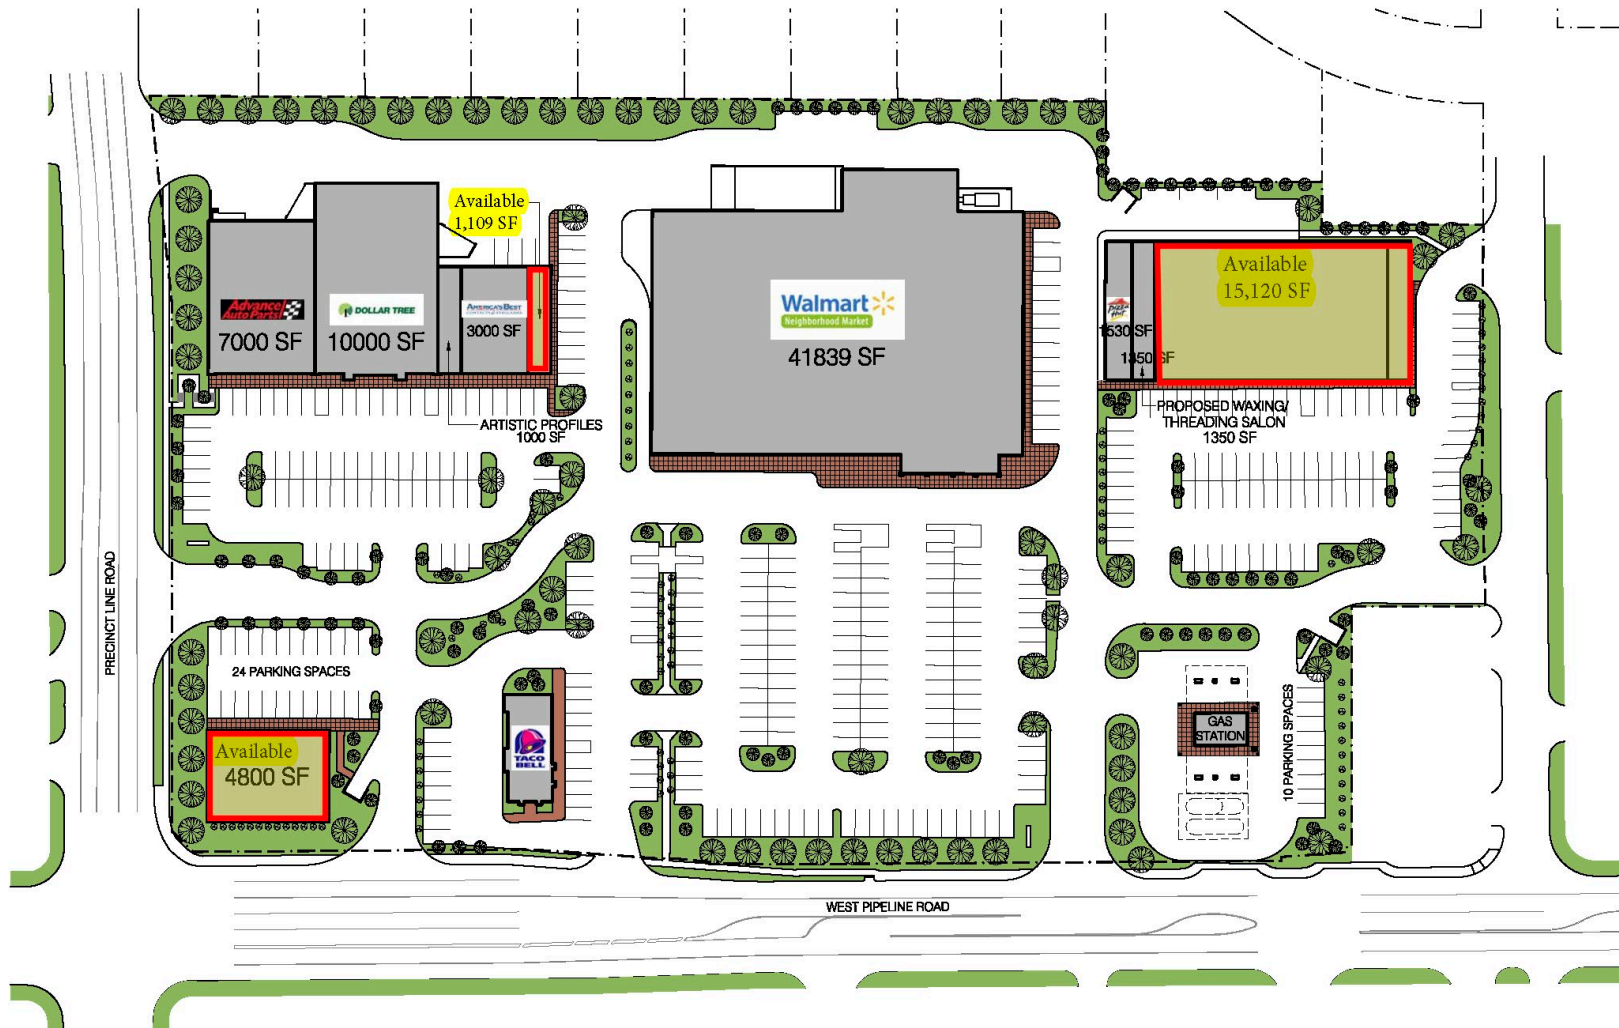 Available
1,109 SF
Advance
Auto Parts
7000 SF
DOLLAR TREE
10000 SF
AMERICA'S BEST
3000 SF
ARTISTIC PROFILES
1000 SF
Walmart
Neighborhood Market
41839 SF
Pizza
Hut
1530 SF
1350 SF
Available
15,120 SF
PROPOSED WAXING/
THREADING SALON
1350 SF
PRECINCT LINE ROAD
24 PARKING SPACES
Available
4800 SF
TACO
BELL
GAS
STATION
10 PARKING SPACES
WEST PIPELINE ROAD